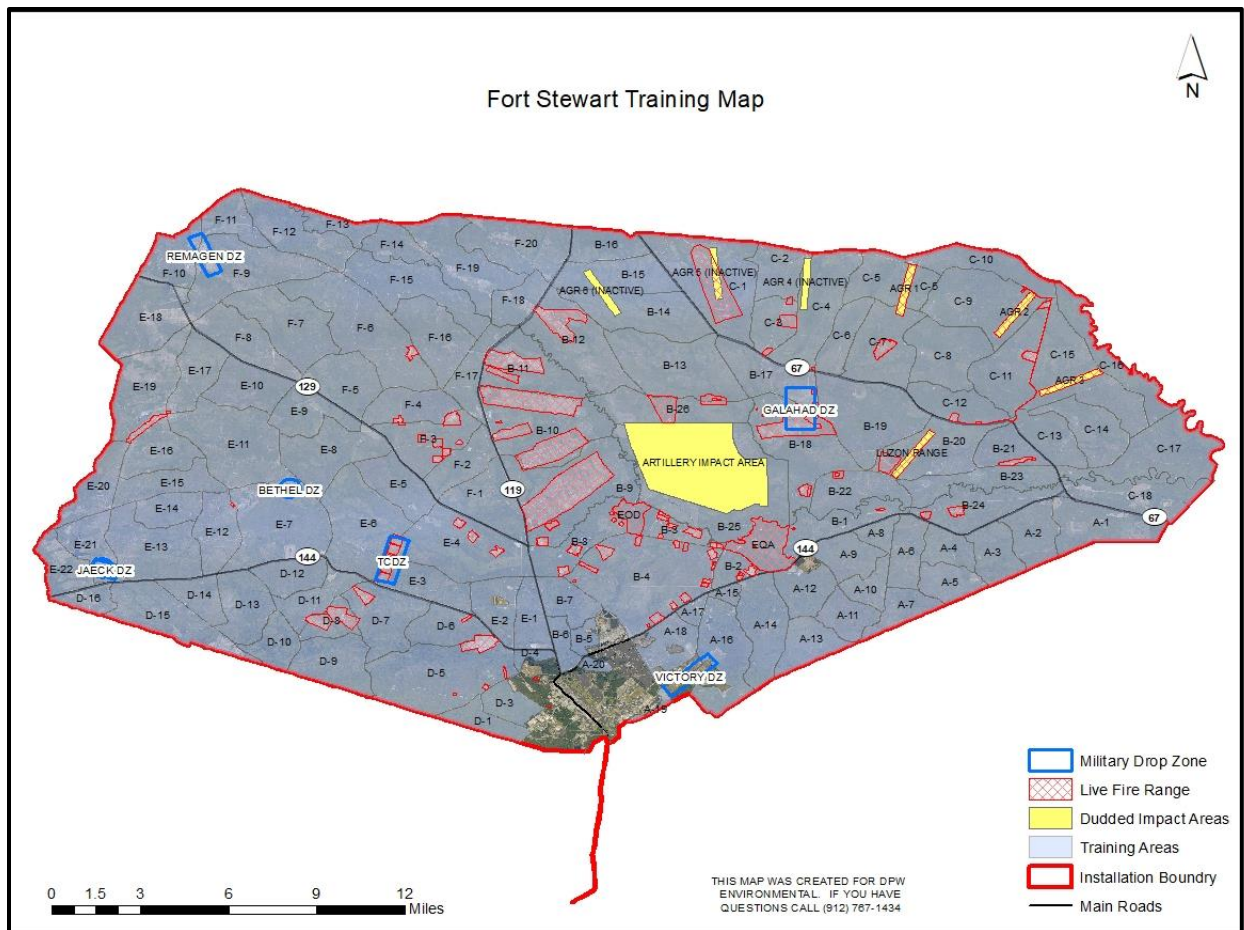 N
Fort Stewart Training Map
F-11
F-12
F-13
F-14
F-20
B-16
REMAGEN DZ
F-10
F-9
F-15
F-19
F-18
B-15
AGR 6 (INACTIVE)
B-14
AGR 5 (INACTIVE)
C-1
C-2
AGR 4 (INACTIVE)
C-4
C-3
C-5
AGR 1
C-10
C-9
AGR 2
E-18
F-8
F-7
F-6
F-16
B-12
C-6
C-7
C-8
C-11
C-15
C-16
AGR 3
E-19
E-17
E-10
129
F-5
F-17
B-11
B-13
B-17
67
E-9
F-4
B-26
GALAHAD DZ
C-12
E-16
E-11
E-8
B-3
F-2
B-10
ARTILLERY IMPACT AREA
B-18
B-19
LUZON RANGE
B-20
B-21
C-13
C-14
C-17
E-20
E-15
BETHEL DZ
E-5
F-1
119
B-9
B-22
B-23
C-18
67
E-14
E-12
E-7
E-6
E-4
EOD
B-3
B-25
B-1
B-24
E-21
E-13
144
TCDZ
B-8
EQA
144
A-8
A-6
A-4
A-3
A-2
A-1
E-22
JAECK DZ
D-12
E-3
B-4
B-2
A-9
D-16
D-15
D-14
D-13
D-11
D-8
D-7
D-6
E-2
E-1
B-7
A-15
A-12
A-10
A-5
D-10
D-9
D-4
B-6
B-5
A-17
A-18
A-16
A-14
A-13
A-11
A-7
D-5
A-20
VICTORY DZ
D-3
D-1
A-19
Military Drop Zone
Live Fire Range
Dudded Impact Areas
Training Areas
Installation Boundry
Main Roads
0 1.5 3 6 9 12
Miles
THIS MAP WAS CREATED FOR DPW
ENVIRONMENTAL. IF YOU HAVE
QUESTIONS CALL (912) 767-1434